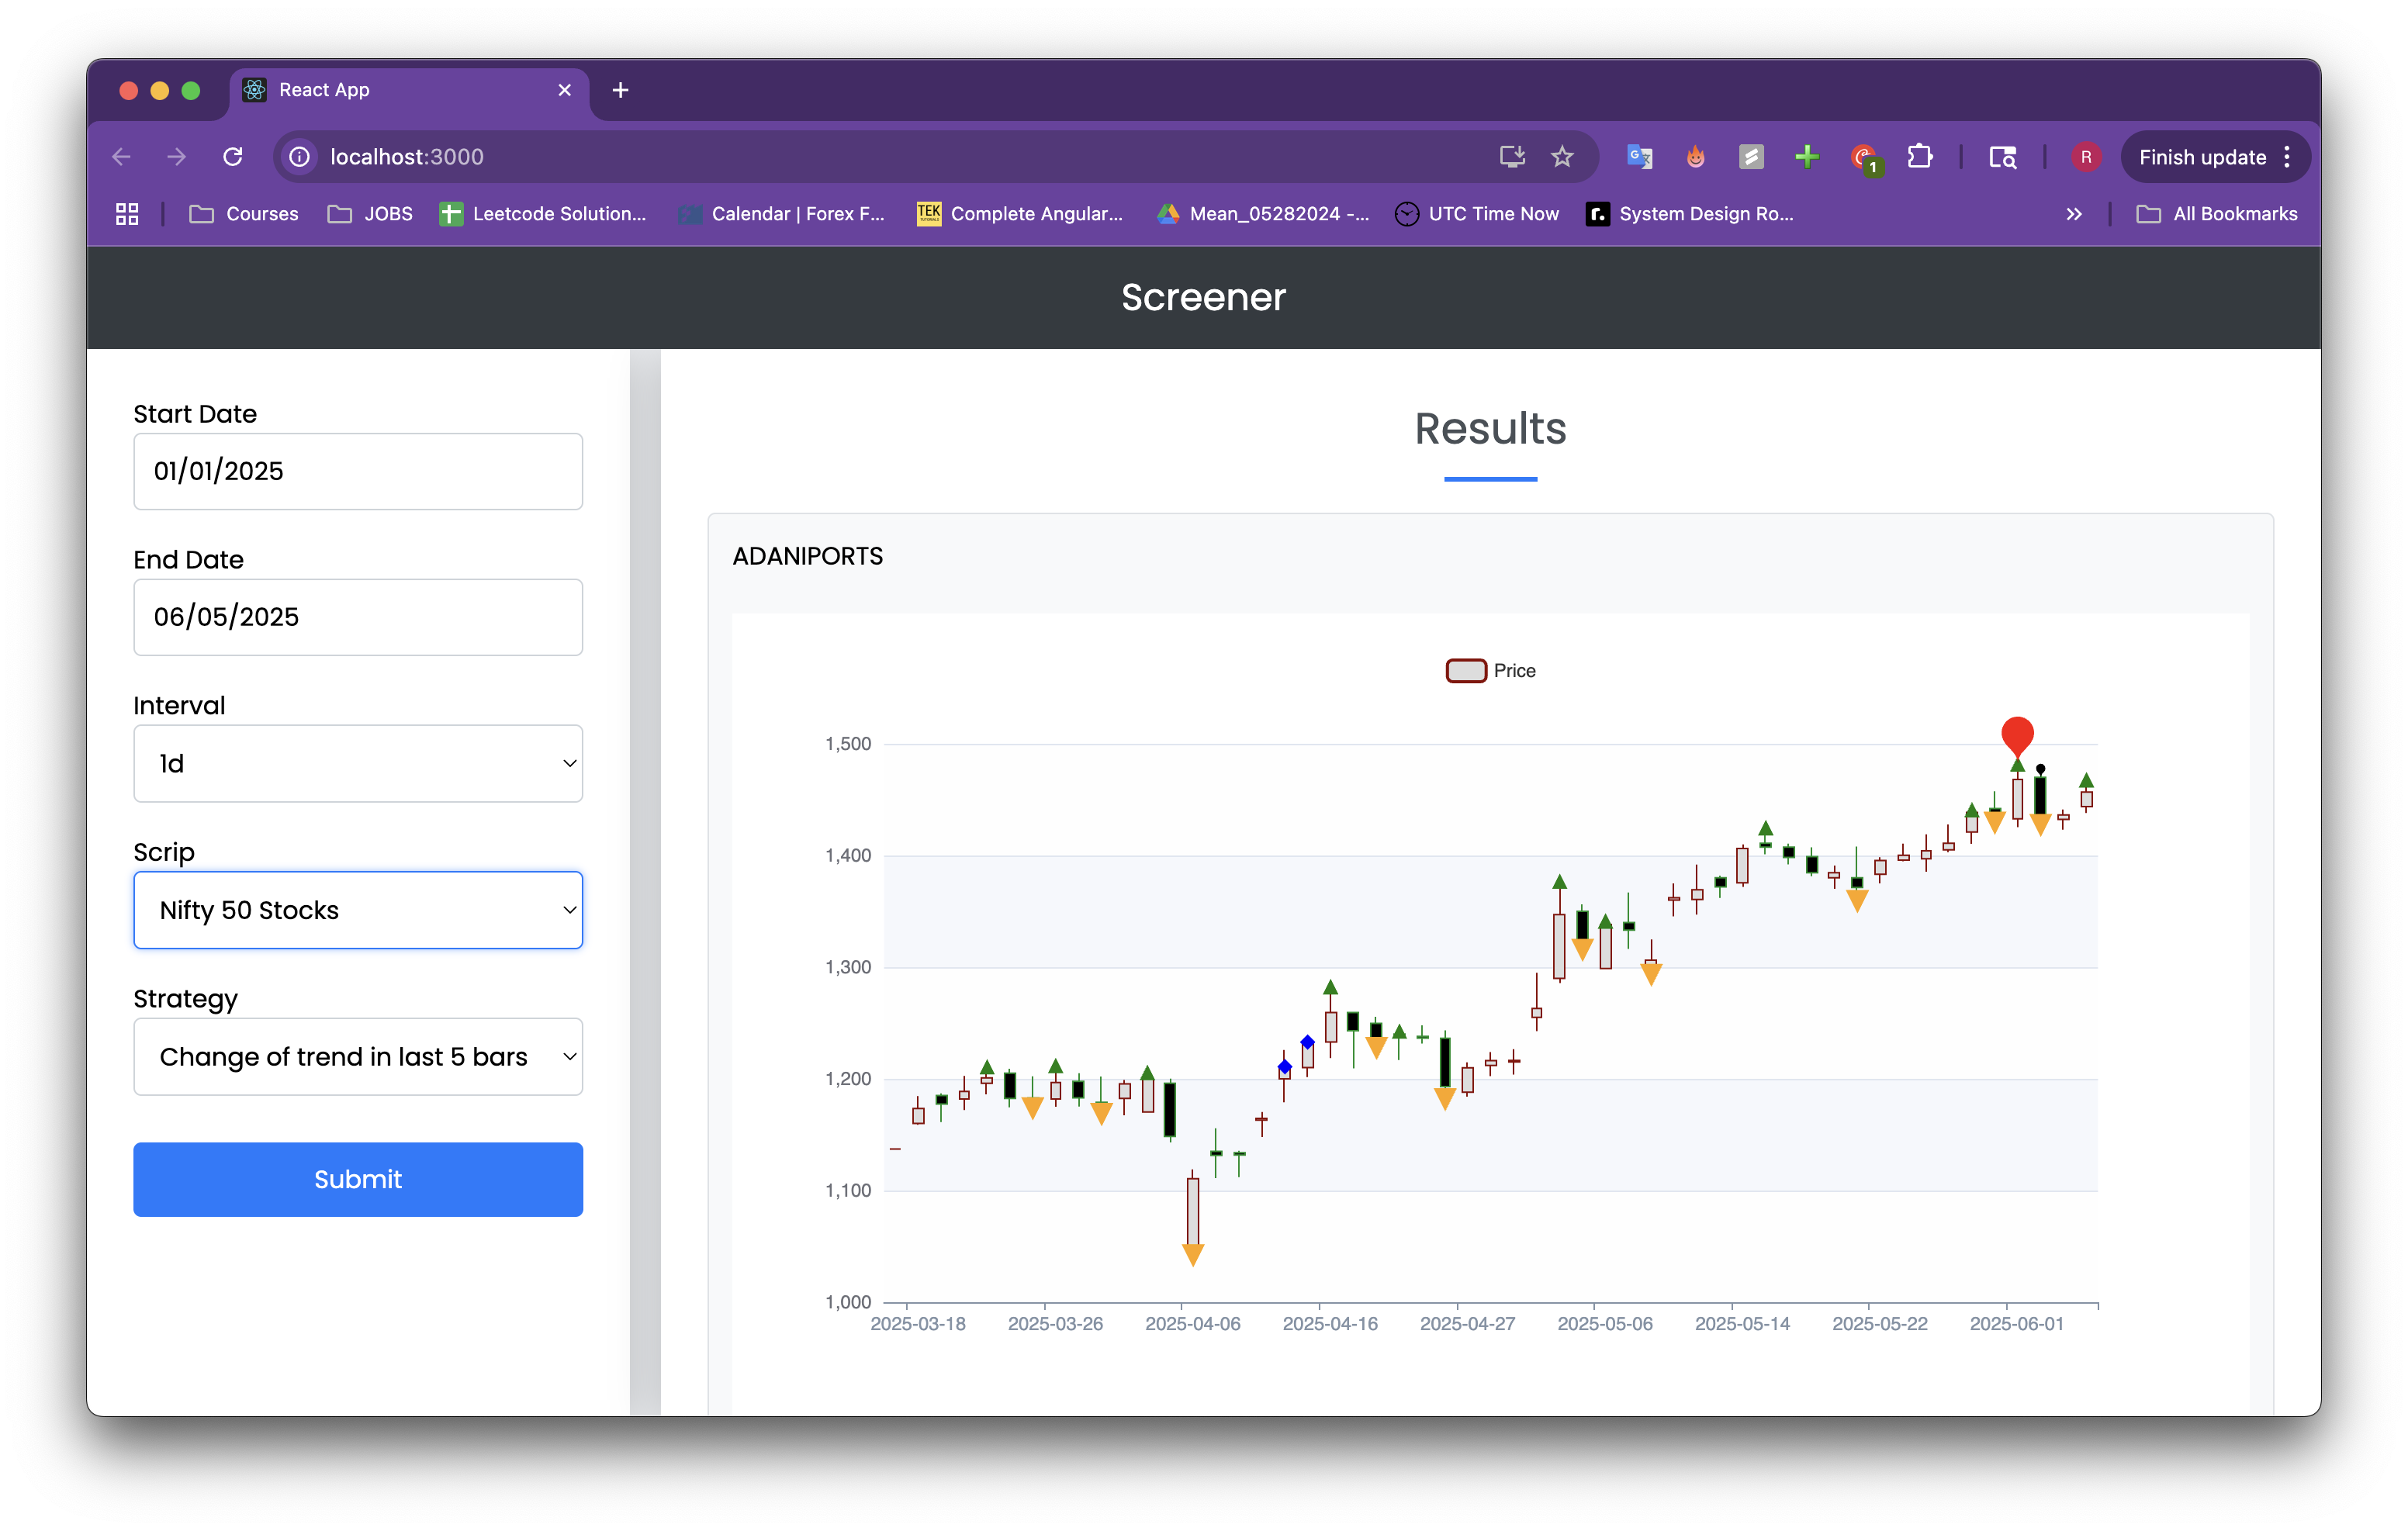 React App
localhost:3000
1
R
Finish update
Courses
JOBS
Leetcode Solution...
Calendar | Forex F...
TEK
Complete Angular...
Mean_05282024 -...
UTC Time Now
r.
System Design Ro...
All Bookmarks
Screener
Start Date
01/01/2025
End Date
06/05/2025
Interval
1d
Scrip
Nifty 50 Stocks
Strategy
Change of trend in last 5 bars
Submit
Results
ADANIPORTS
Price
1,500
1,400
1,300
1,200
1,100
1,000
2025-03-18 2025-03-26 2025-04-06 2025-04-16 2025-04-27 2025-05-06 2025-05-14 2025-05-22 2025-06-01